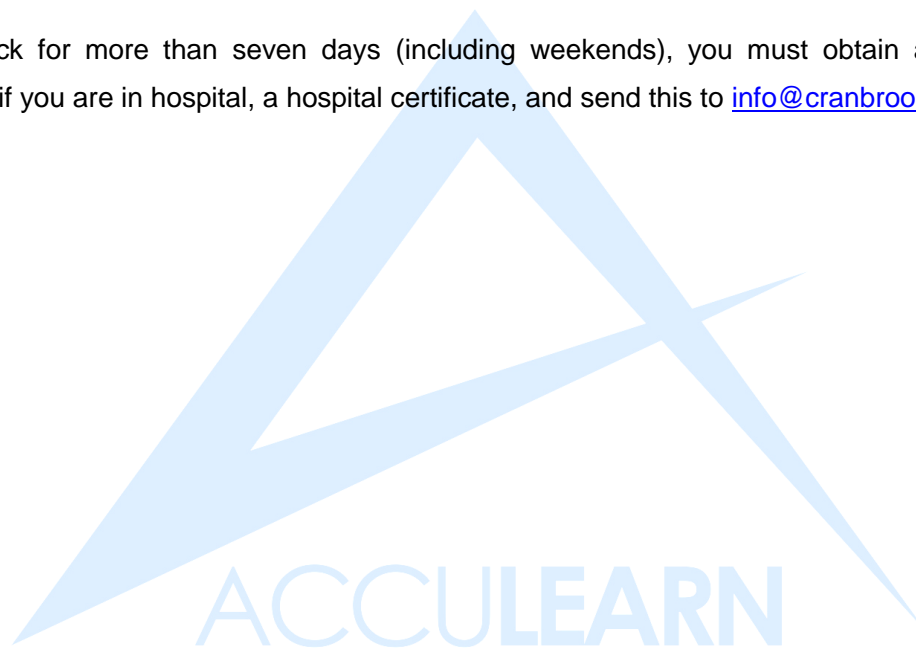 ck for more than seven days (including weekends), you must obtain a
if you are in hospital, a hospital certificate, and send this to info@cranbroo
ACCULEARN